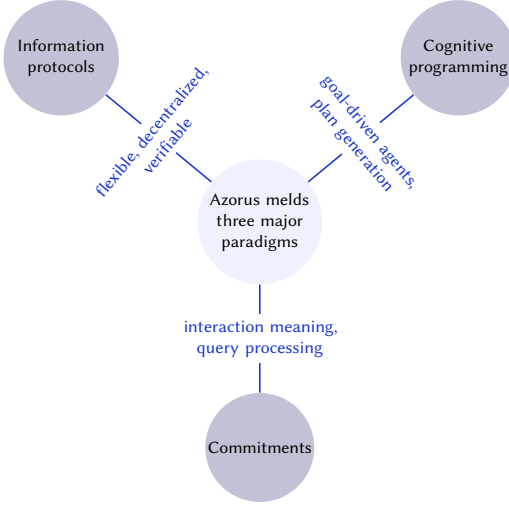 Information
protocols
Cognitive
programming
flexible, decentralized,
verifiable
goal-driven agents,
plan generation
Azorus melds
three major
paradigms
interaction meaning,
query processing
Commitments